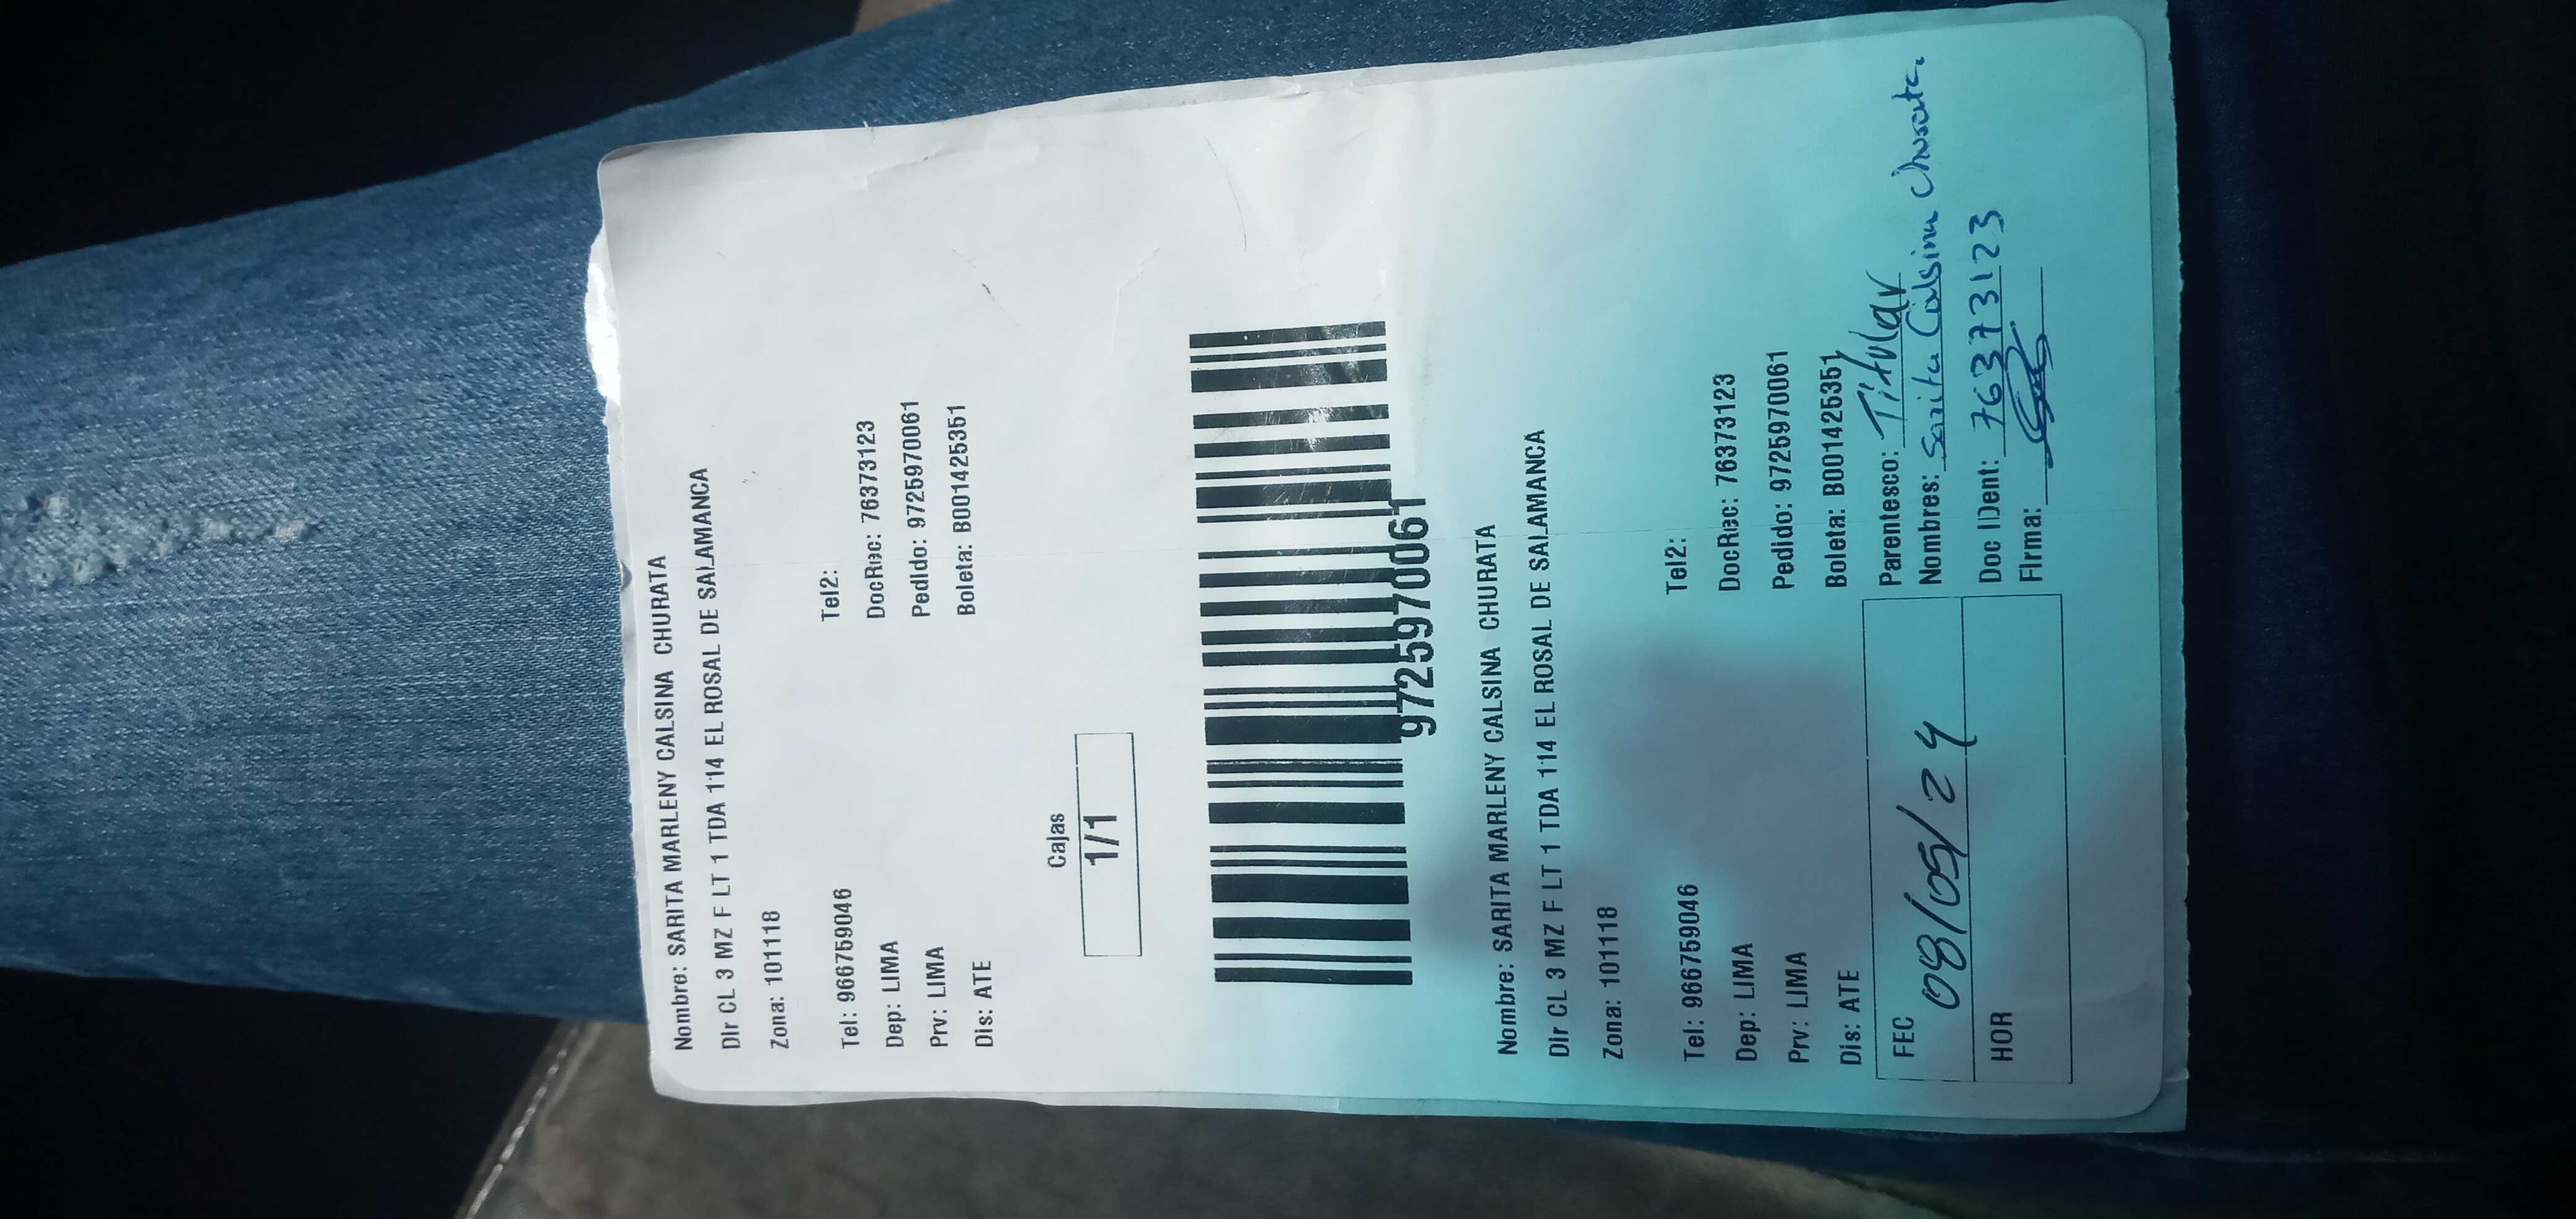 Nombre: SARITA MARLENY CALSINA CHURATA
Dir CL 3 MZ F LT 1 TDA 114 EL ROSAL DE SALAMANCA
Zona: 101118
Tel: 966759046 Tel2:
Dep: LIMA DocRec: 76373123
Prv: LIMA Pedido: 9725970061
Dis: ATE Boleta: B001425351
Cajas
1/1
9725970061
Nombre: SARITA MARLENY CALSINA CHURATA
Dir CL 3 MZ F LT 1 TDA 114 EL ROSAL DE SALAMANCA
Zona: 101118
Tel: 966759046 Tel2:
Dep: LIMA DocRec: 76373123
Prv: LIMA Pedido: 9725970061
Dis: ATE Boleta: B001425351
FEC 08/05/24 Parentesco: Titular
Nombres: Sarita Calsina Churata.
HOR Doc IDent: 76373123
Firma: